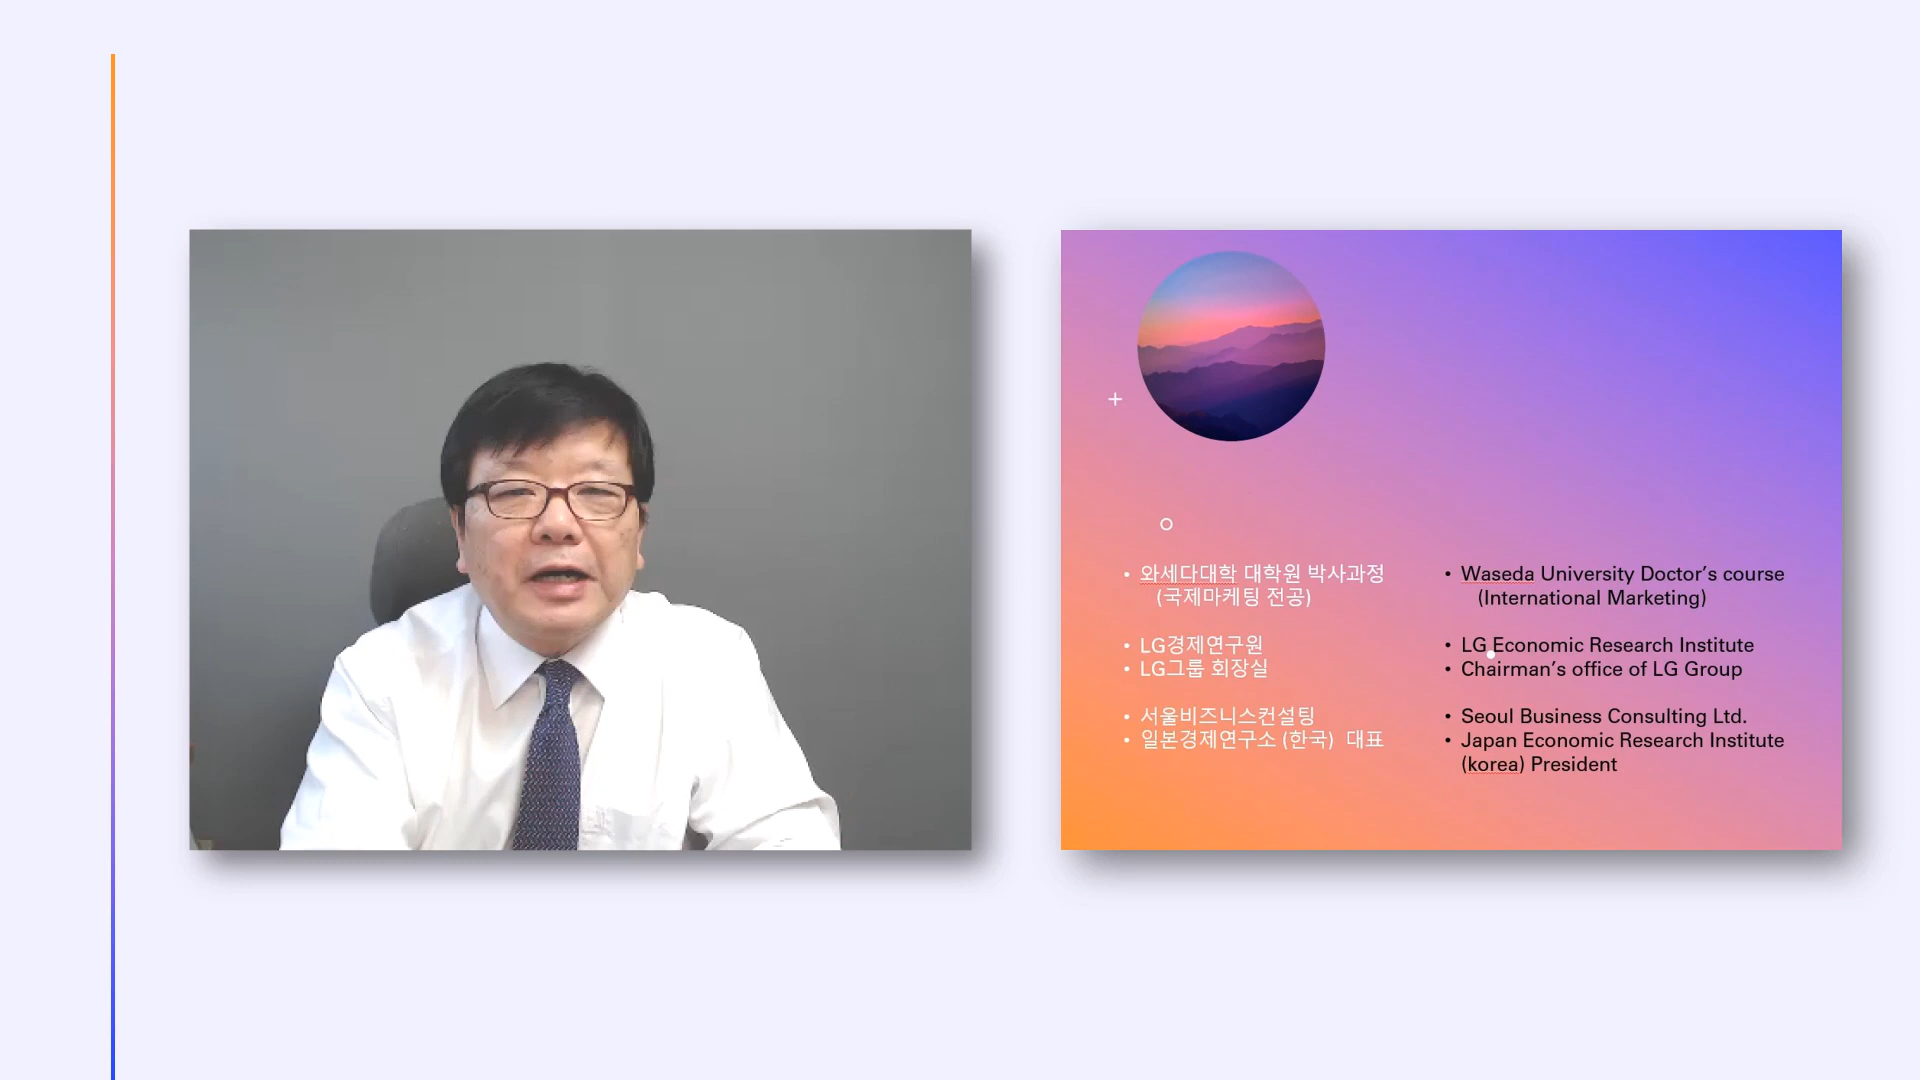 • 와세다대학 대학원 박사과정
(국제마케팅 전공)
• LG경제연구원
• LG그룹 회장실
• 서울비즈니스컨설팅
• 일본경제연구소 (한국) 대표
• Waseda University Doctor’s course
(International Marketing)
• LG Economic Research Institute
• Chairman’s office of LG Group
• Seoul Business Consulting Ltd.
• Japan Economic Research Institute
(korea) President